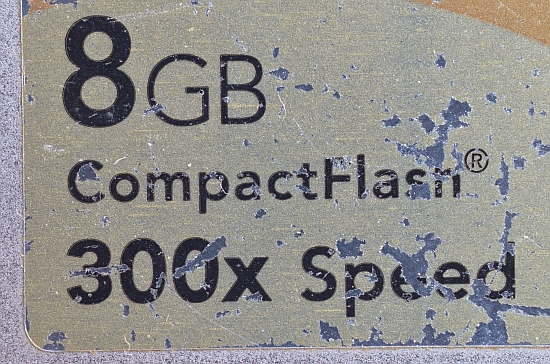 8GB
CompactFlash®
300x Speed